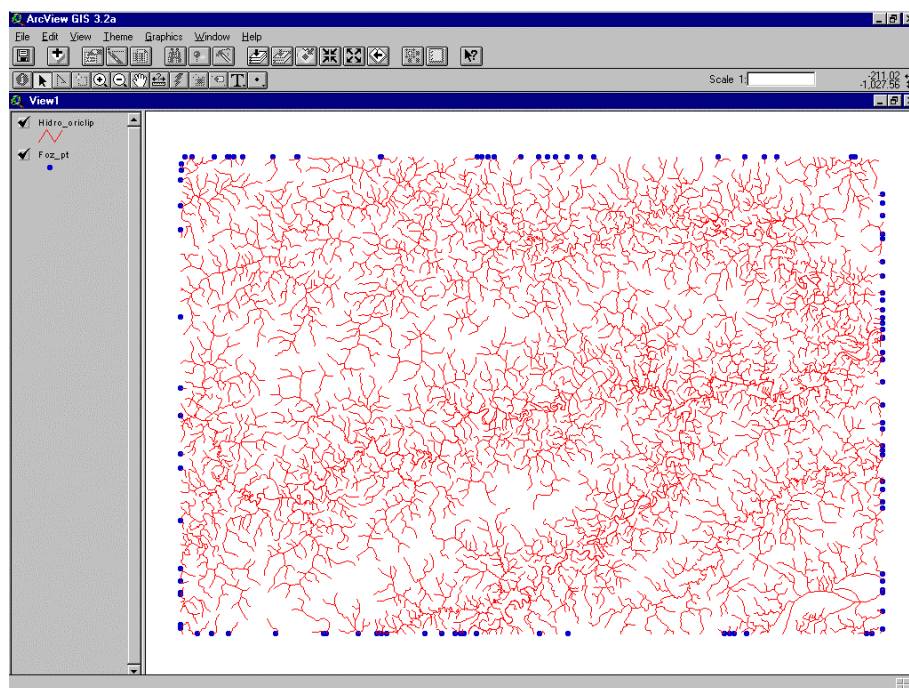 ArcView GIS 3.2a
File Edit View Theme Graphics Window Help
Scale 1:
-211.02
-1,027.56
View1
Hidro_oriclip
Foz_pt